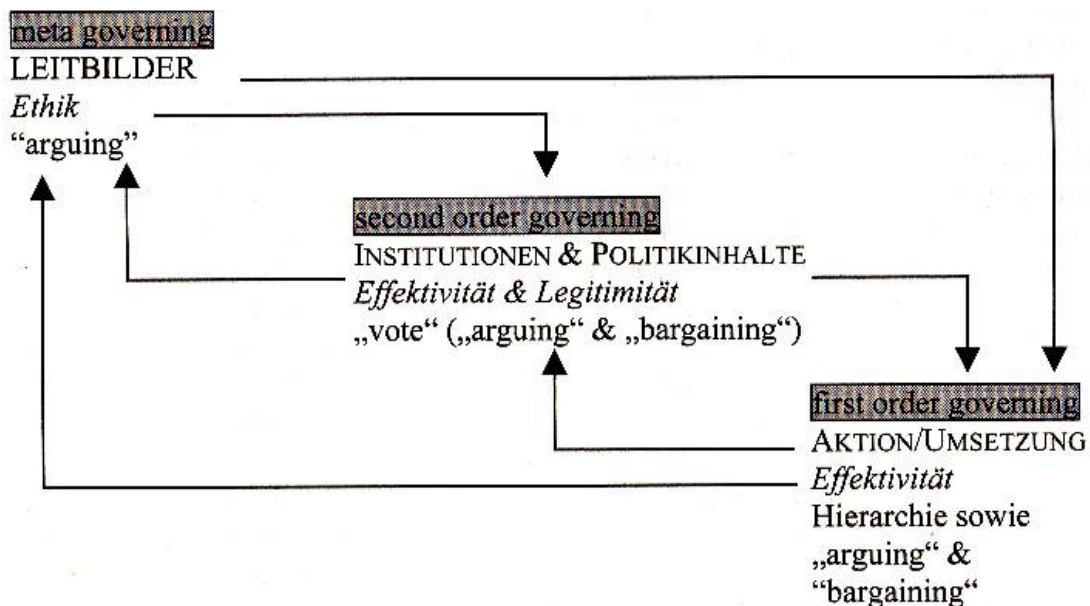 meta governing
LEITBILDER
Ethik
“arguing”
second order governing
INSTITUTIONEN & POLITIKINHALTE
Effektivität & Legitimität
„vote“ („arguing“ & „bargaining“)
first order governing
AKTION/UMSETZUNG
Effektivität
Hierarchie sowie
„arguing“ &
“bargaining“